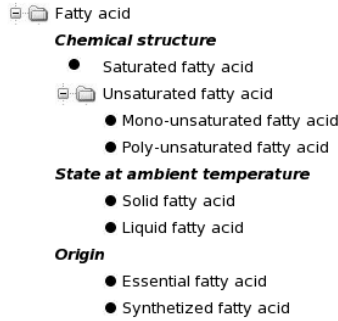 Fatty acid
Chemical structure
Saturated fatty acid
Unsaturated fatty acid
Mono-unsaturated fatty acid
Poly-unsaturated fatty acid
State at ambient temperature
Solid fatty acid
Liquid fatty acid
Origin
Essential fatty acid
Synthetized fatty acid